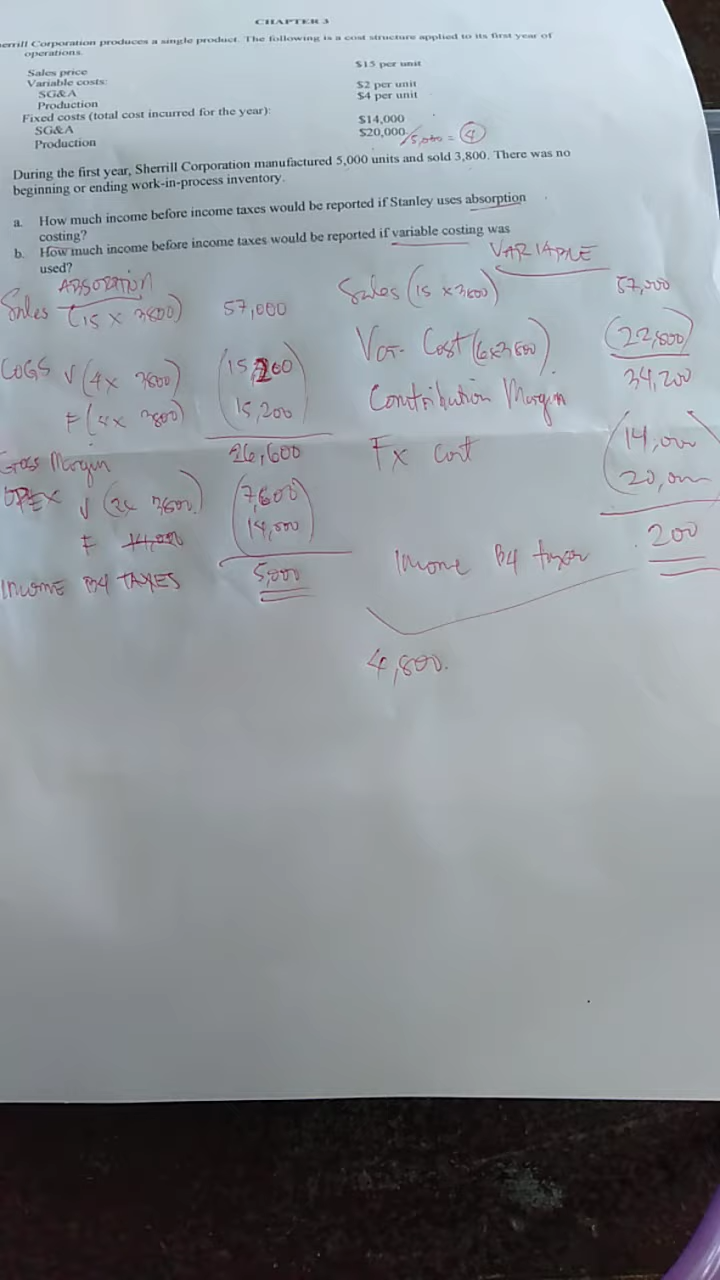 CHAPTER 3
errill Corporation produces a single product. The following is a cost structure applied to its first year of
operations.
Sales price $15 per unit
Variable costs:
SG&A $2 per unit
Production $4 per unit
Fixed costs (total cost incurred for the year):
SG&A $14,000
Production $20,000 /5,000 = 4
During the first year, Sherrill Corporation manufactured 5,000 units and sold 3,800. There was no
beginning or ending work-in-process inventory.
a. How much income before income taxes would be reported if Stanley uses absorption
costing?
b. How much income before income taxes would be reported if variable costing was
used?
ABSORPTION
Sales (15 x 3800) 57,000
COGS V (4x 3800) (15,200
F (4x 3800) 15,200)
Gross Margin 26,600
OPEX V (2x 3800) (7,600)
F 14,000 14,000
Income B4 TAXES 5000
VARIABLE
Sales (15 x 3800) 57,000
Var. Cost (6x3800) (22,800)
34,200
Contribution Margin
Fx cost (14,000
20,000
Income B4 taxes 200
4,800.